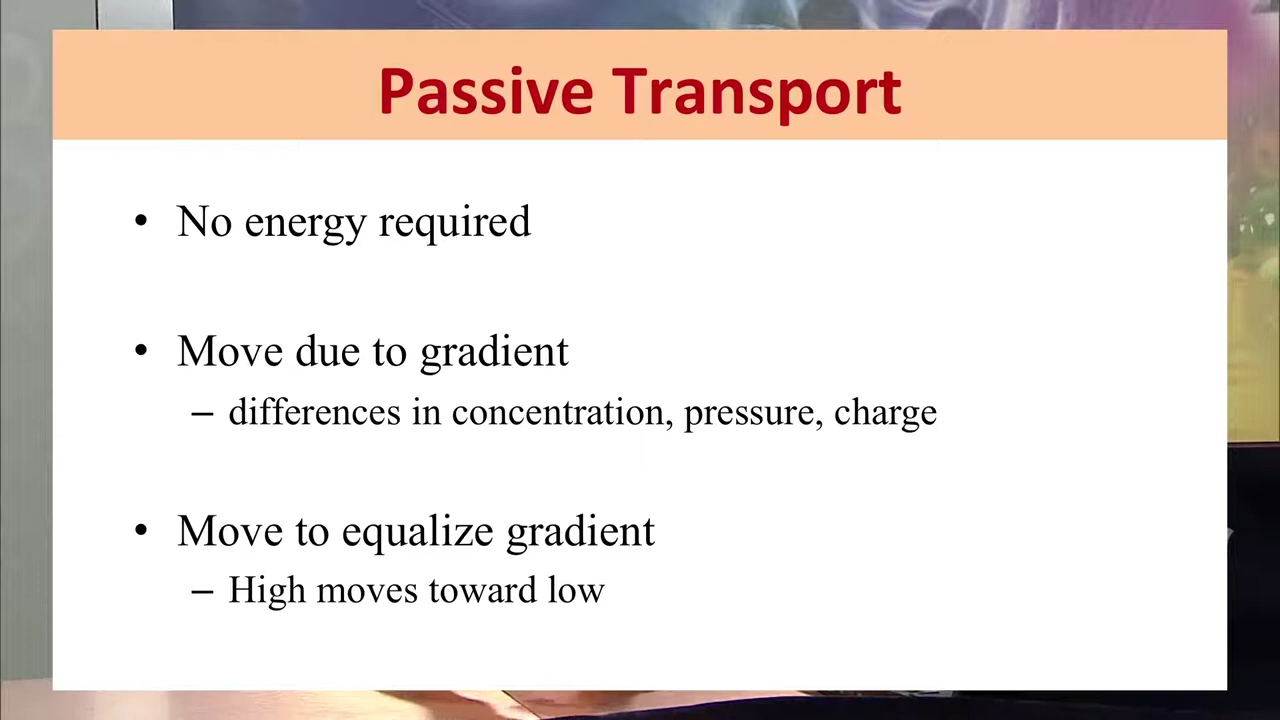 Passive Transport
• No energy required
• Move due to gradient
– differences in concentration, pressure, charge
• Move to equalize gradient
– High moves toward low